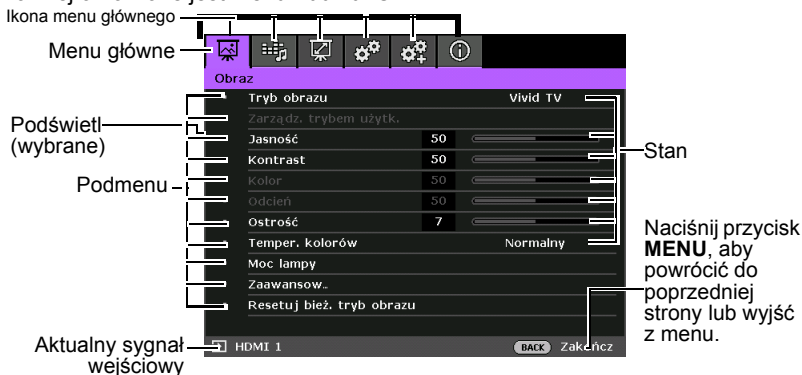 Ikona menu głównego
Menu główne
Podświetl
(wybrane)
Podmenu
Aktualny sygnał
wejściowy
Obraz
Tryb obrazu Vivid TV
Zarządz. trybem użytk.
Jasność 50
Kontrast 50
Kolor 50
Odcień 50
Ostrość 7
Temper. kolorów Normalny
Moc lampy
Zaawansow…
Resetuj bież. tryb obrazu
HDMI 1 BACK Zakończ
Stan
Naciśnij przycisk
MENU, aby
powrócić do
poprzedniej
strony lub wyjść
z menu.